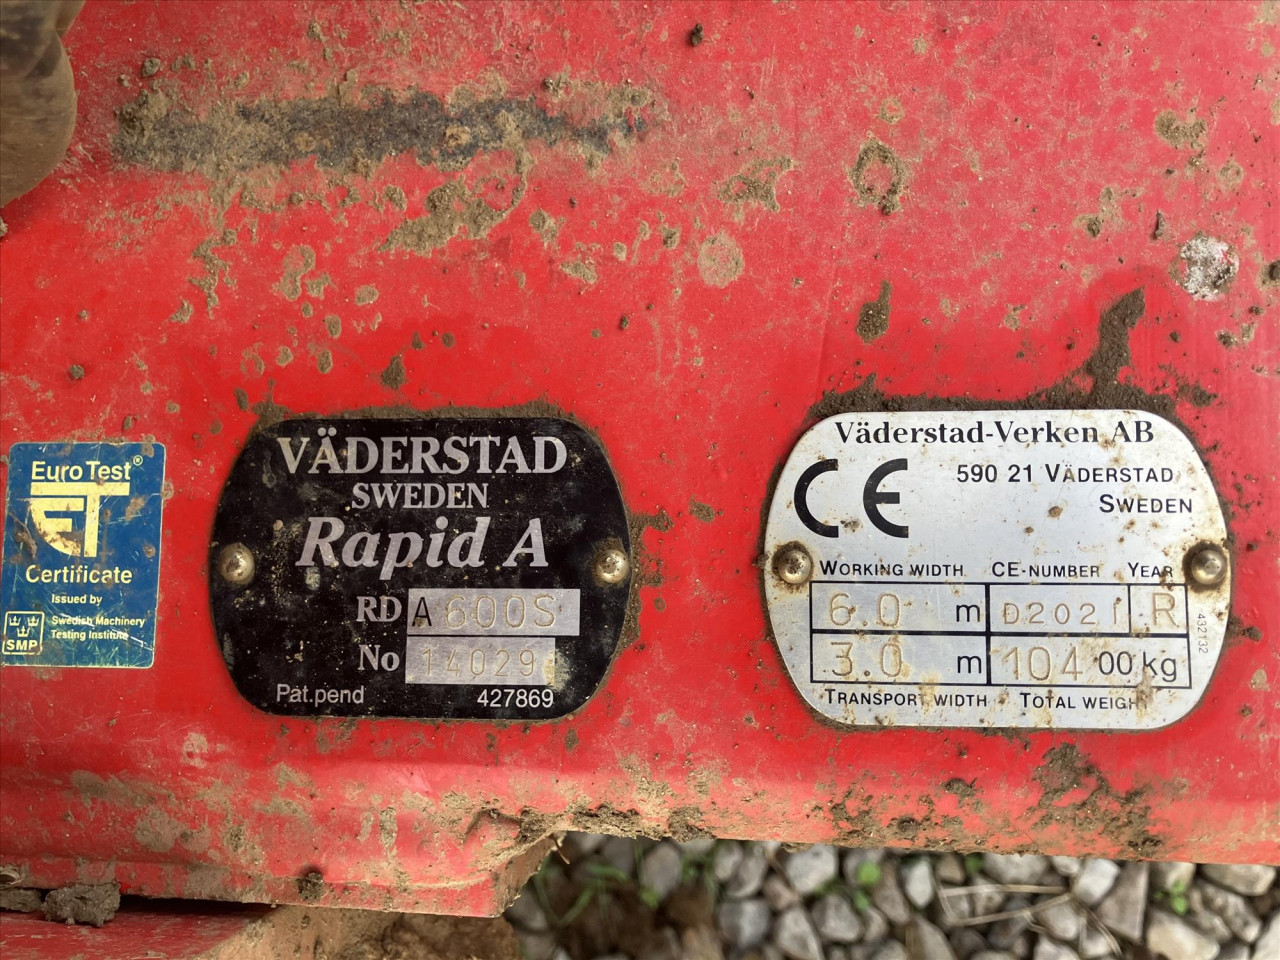 Euro Test®
ET
Certificate
Issued by
SMP
Swedish Machinery
Testing Institute
VÄDERSTAD
SWEDEN
Rapid A
RD A 600S
No 14029
Pat.pend 427869
Väderstad-Verken AB
CE
590 21 VÄDERSTAD
SWEDEN
WORKING WIDTH CE-NUMBER YEAR
6.0 m D2021 R
3.0 m 104 00 kg
TRANSPORT WIDTH TOTAL WEIGHT
432132